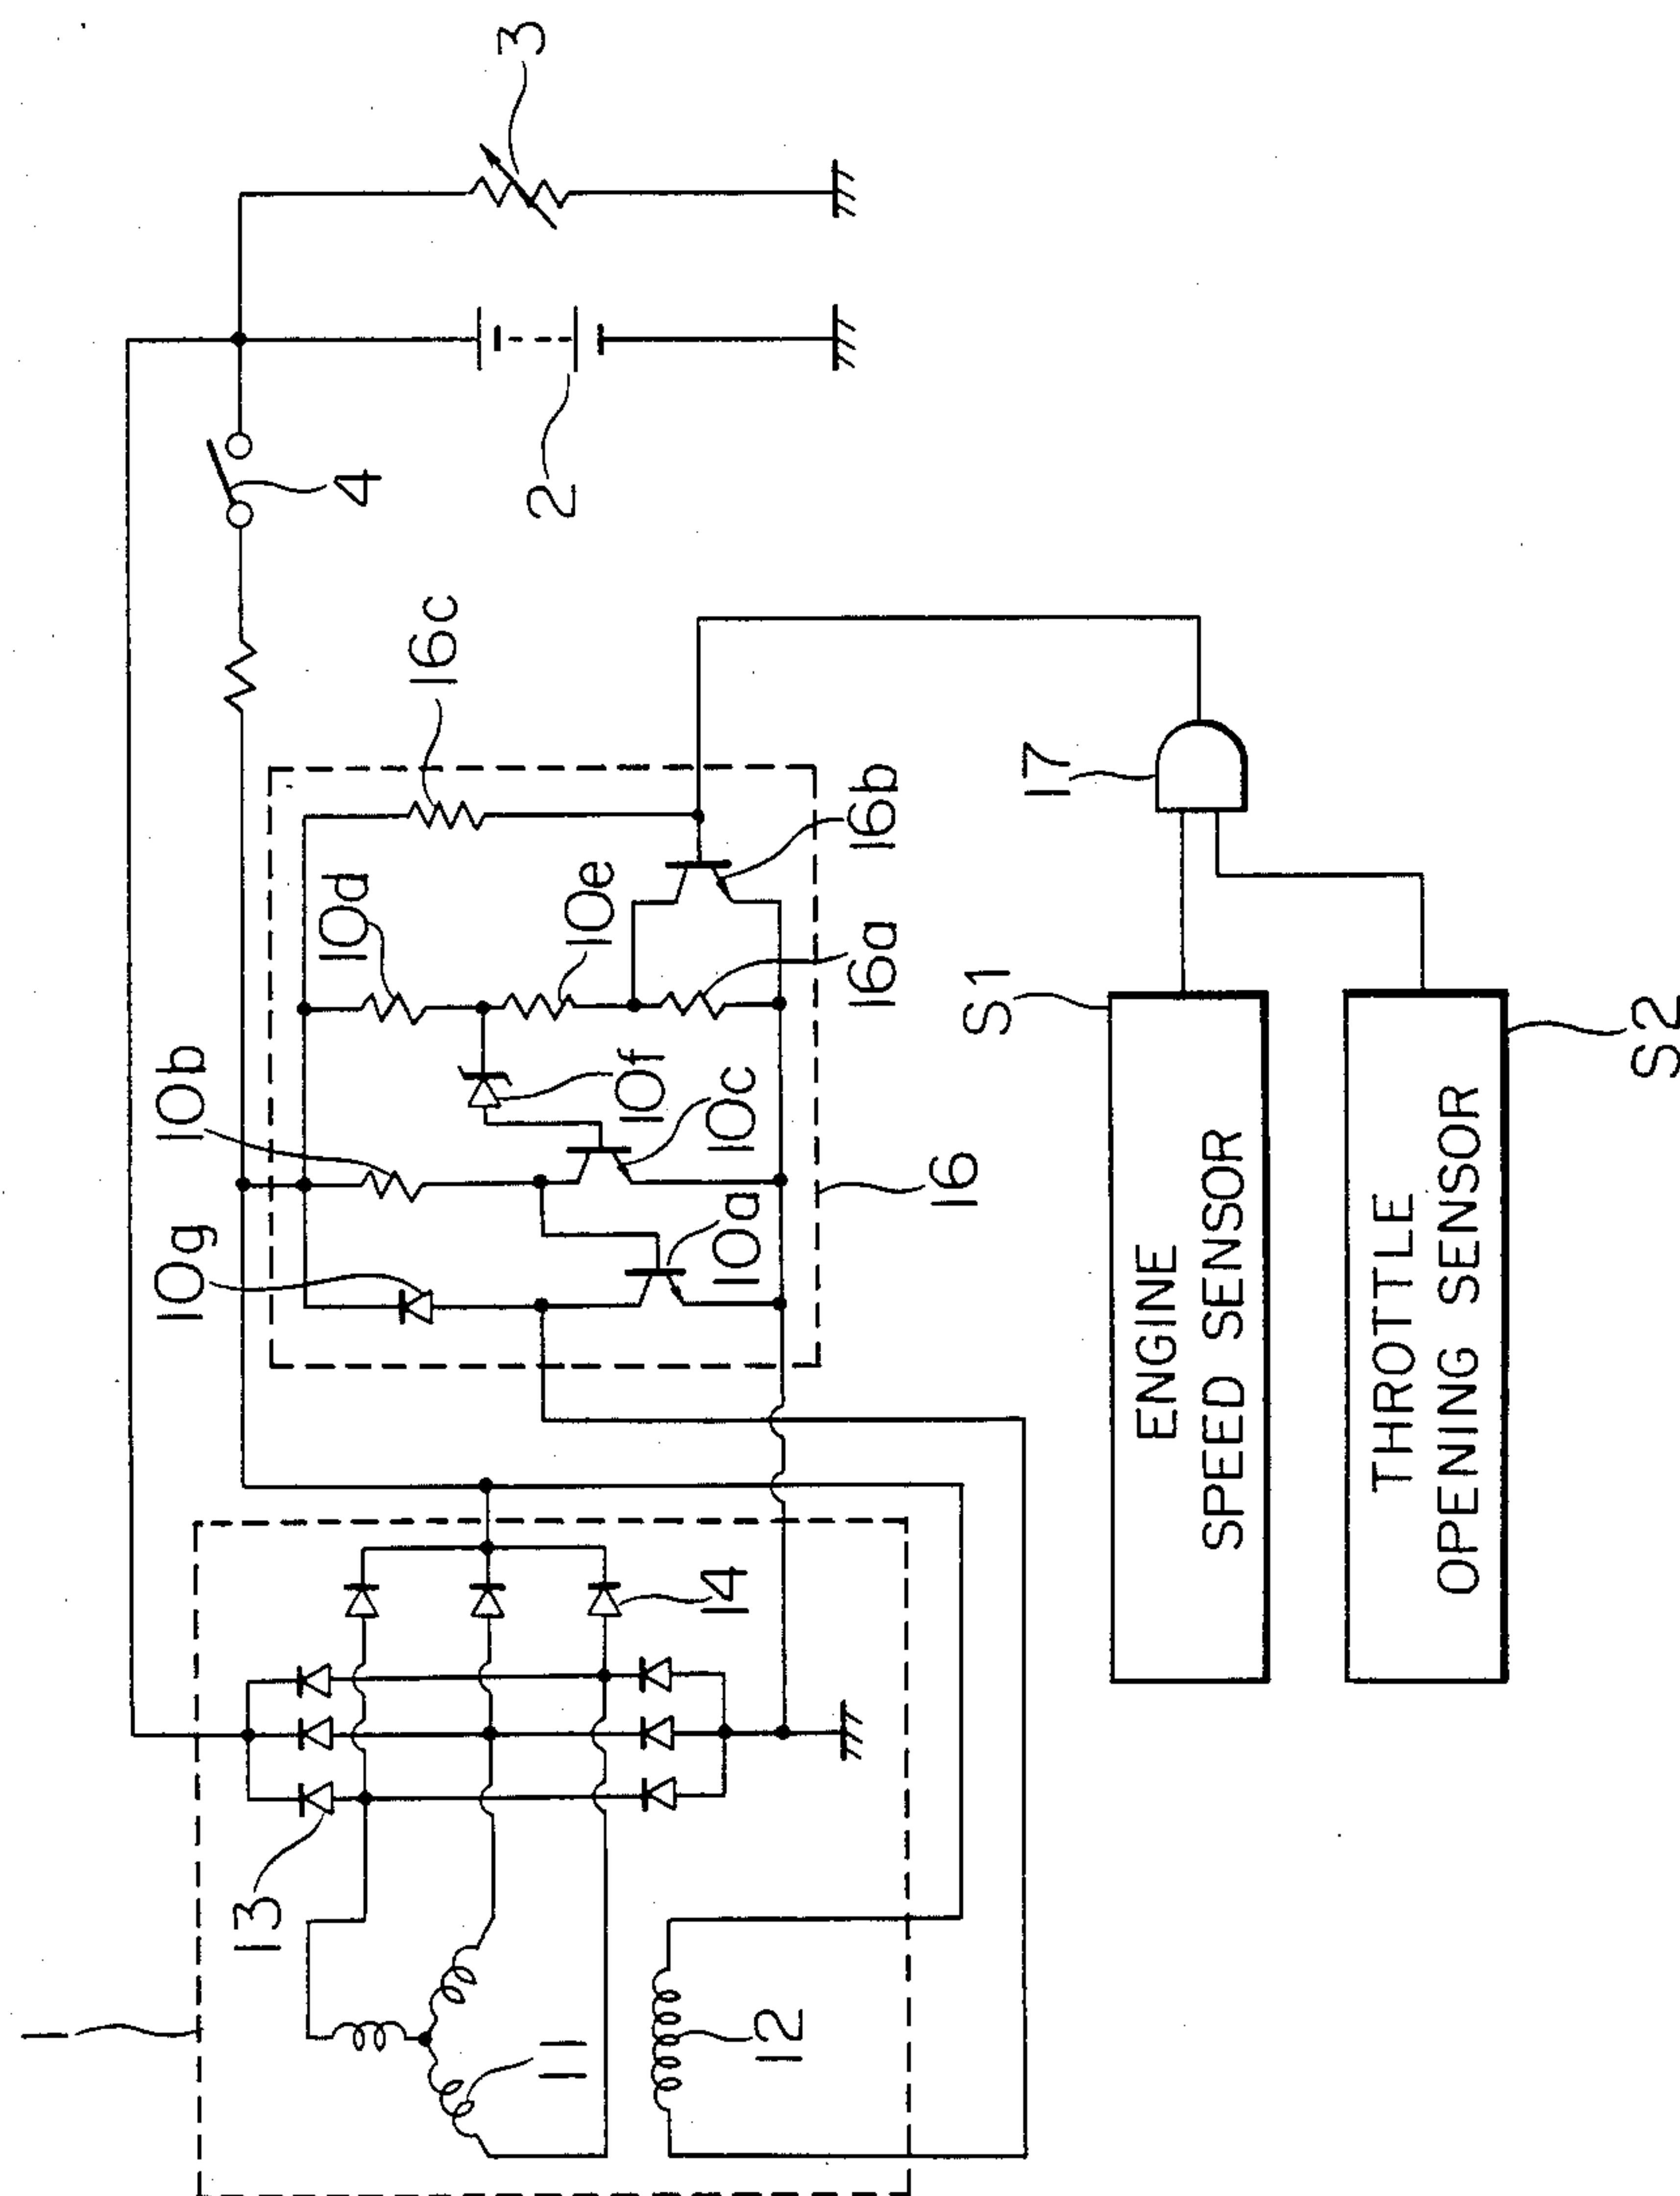 1
13
11
12
14
10g
10b
10d
16c
4
2
3
10f
10e
10c
10a
16a
16b
16
17
S1
ENGINE
SPEED SENSOR
THROTTLE
OPENING SENSOR
S2